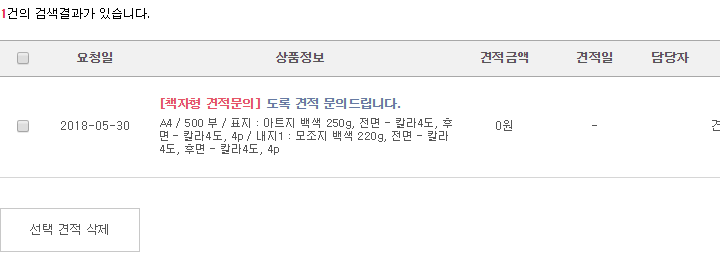 1건의 검색결과가 있습니다.
요청일 상품정보 견적금액 견적일 담당자
[책자형 견적문의] 도록 견적 문의드립니다.
2018-05-30 A4 / 500 부 / 표지 : 아트지 백색 250g, 전면 - 칼라4도, 후 0원 - 견
면 - 칼라4도, 4p / 내지1 : 모조지 백색 220g, 전면 - 칼라
4도, 후면 - 칼라4도, 4p
선택 견적 삭제